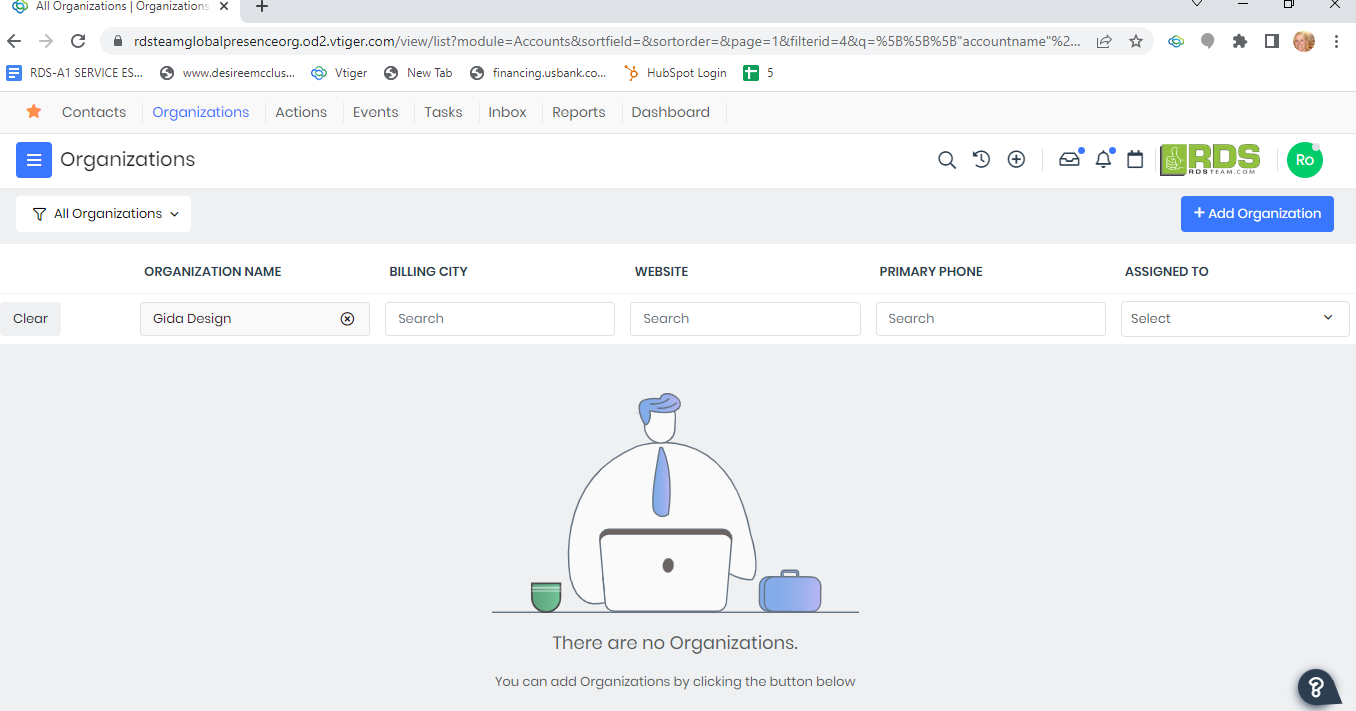 All Organizations | Organizations
rdsteamglobalpresenceorg.od2.vtiger.com/view/list?module=Accounts&sortfield=&sortorder=&page=1&filterid=4&q=%5B%5B%5B"accountname"%2...
RDS-A1 SERVICE ES... www.desireemcclus... Vtiger New Tab financing.usbank.co... HubSpot Login 5
Contacts Organizations Actions Events Tasks Inbox Reports Dashboard
Organizations RDS Ro
RDSTEAM.COM
All Organizations + Add Organization
ORGANIZATION NAME BILLING CITY WEBSITE PRIMARY PHONE ASSIGNED TO
Clear Gida Design Search Search Search Select
There are no Organizations.
You can add Organizations by clicking the button below
?